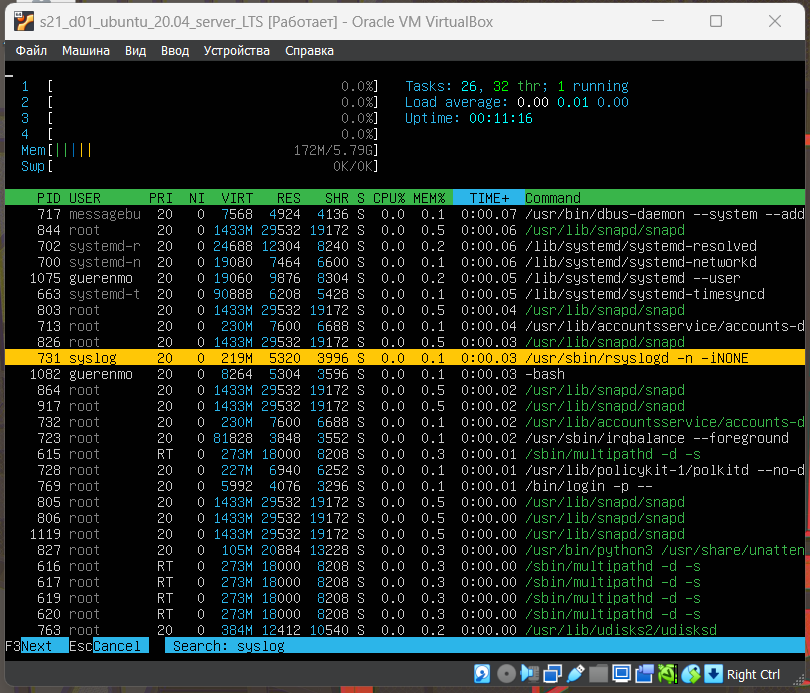 s21_d01_ubuntu_20.04_server_LTS [Работает] - Oracle VM VirtualBox
Файл Машина Вид Ввод Устройства Справка
1 [ 0.0%] Tasks: 26, 32 thr; 1 running
2 [ 0.0%] Load average: 0.00 0.01 0.00
3 [ 0.0%] Uptime: 00:11:16
4 [ 0.0%]
Mem[||||| 172M/5.79G]
Swp[ 0K/0K]
PID USER PRI NI VIRT RES SHR S CPU% MEM% TIME+ Command
717 messagebu 20 0 7568 4924 4136 S 0.0 0.1 0:00.07 /usr/bin/dbus-daemon --system --add
844 root 20 0 1433M 29532 19172 S 0.0 0.5 0:00.06 /usr/lib/snapd/snapd
702 systemd-r 20 0 24688 12304 8240 S 0.0 0.2 0:00.06 /lib/systemd/systemd-resolved
700 systemd-n 20 0 19080 7464 6600 S 0.0 0.1 0:00.06 /lib/systemd/systemd-networkd
1075 guerenmo 20 0 19060 9876 8304 S 0.0 0.2 0:00.05 /lib/systemd/systemd --user
663 systemd-t 20 0 90888 6208 5428 S 0.0 0.1 0:00.05 /lib/systemd/systemd-timesyncd
803 root 20 0 1433M 29532 19172 S 0.0 0.5 0:00.04 /usr/lib/snapd/snapd
713 root 20 0 230M 7600 6688 S 0.0 0.1 0:00.04 /usr/lib/accountsservice/accounts-d
826 root 20 0 1433M 29532 19172 S 0.0 0.5 0:00.03 /usr/lib/snapd/snapd
731 syslog 20 0 219M 5320 3996 S 0.0 0.1 0:00.03 /usr/sbin/rsyslogd -n -iNONE
1082 guerenmo 20 0 8264 5304 3596 S 0.0 0.1 0:00.03 -bash
864 root 20 0 1433M 29532 19172 S 0.0 0.5 0:00.02 /usr/lib/snapd/snapd
917 root 20 0 1433M 29532 19172 S 0.0 0.5 0:00.02 /usr/lib/snapd/snapd
732 root 20 0 230M 7600 6688 S 0.0 0.1 0:00.02 /usr/lib/accountsservice/accounts-d
723 root 20 0 81828 3848 3552 S 0.0 0.1 0:00.02 /usr/sbin/irqbalance --foreground
615 root RT 0 273M 18000 8208 S 0.0 0.3 0:00.01 /sbin/multipathd -d -s
728 root 20 0 227M 6940 6252 S 0.0 0.1 0:00.01 /usr/lib/policykit-1/polkitd --no-d
769 root 20 0 5992 4076 3296 S 0.0 0.1 0:00.01 /bin/login -p --
805 root 20 0 1433M 29532 19172 S 0.0 0.5 0:00.00 /usr/lib/snapd/snapd
806 root 20 0 1433M 29532 19172 S 0.0 0.5 0:00.00 /usr/lib/snapd/snapd
1119 root 20 0 1433M 29532 19172 S 0.0 0.5 0:00.00 /usr/lib/snapd/snapd
827 root 20 0 105M 20884 13228 S 0.0 0.3 0:00.00 /usr/bin/python3 /usr/share/unatten
616 root RT 0 273M 18000 8208 S 0.0 0.3 0:00.00 /sbin/multipathd -d -s
617 root RT 0 273M 18000 8208 S 0.0 0.3 0:00.00 /sbin/multipathd -d -s
619 root RT 0 273M 18000 8208 S 0.0 0.3 0:00.00 /sbin/multipathd -d -s
620 root RT 0 273M 18000 8208 S 0.0 0.3 0:00.00 /sbin/multipathd -d -s
763 root 20 0 384M 12412 10540 S 0.0 0.2 0:00.00 /usr/lib/udisks2/udisksd
F3Next EscCancel Search: syslog
Right Ctrl